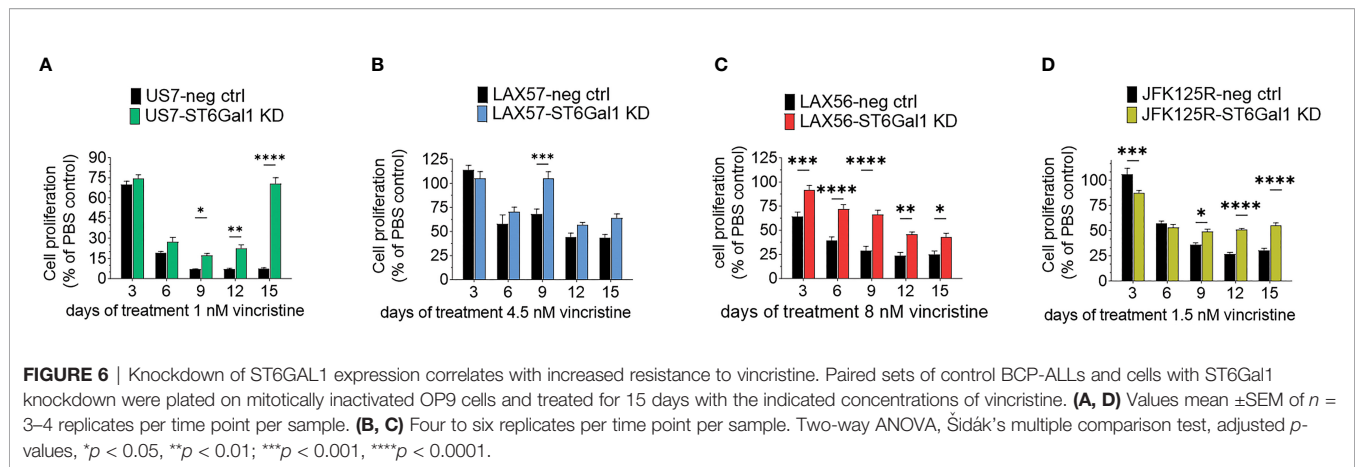 A
US7-neg ctrl
US7-ST6Gal1 KD
Cell proliferation
(% of PBS control)
90
75
60
45
30
15
0
*
**
****
3 6 9 12 15
days of treatment 1 nM vincristine
B
LAX57-neg ctrl
LAX57-ST6Gal1 KD
Cell proliferation
(% of PBS control)
125
100
75
50
25
0
***
3 6 9 12 15
days of treatment 4.5 nM vincristine
C
LAX56-neg ctrl
LAX56-ST6Gal1 KD
cell proliferation
(% of PBS control)
125
100
75
50
25
0
***
****
****
**
*
3 6 9 12 15
days of treatment 8 nM vincristine
D
JFK125R-neg ctrl
JFK125R-ST6Gal1 KD
Cell proliferation
(% of PBS control)
100
75
50
25
0
***
*
****
****
3 6 9 12 15
days of treatment 1.5 nM vincristine
FIGURE 6 | Knockdown of ST6GAL1 expression correlates with increased resistance to vincristine. Paired sets of control BCP-ALLs and cells with ST6Gal1
knockdown were plated on mitotically inactivated OP9 cells and treated for 15 days with the indicated concentrations of vincristine. (A, D) Values mean ±SEM of n =
3–4 replicates per time point per sample. (B, C) Four to six replicates per time point per sample. Two-way ANOVA, Šidák's multiple comparison test, adjusted p-
values, *p < 0.05, **p < 0.01; ***p < 0.001, ****p < 0.0001.